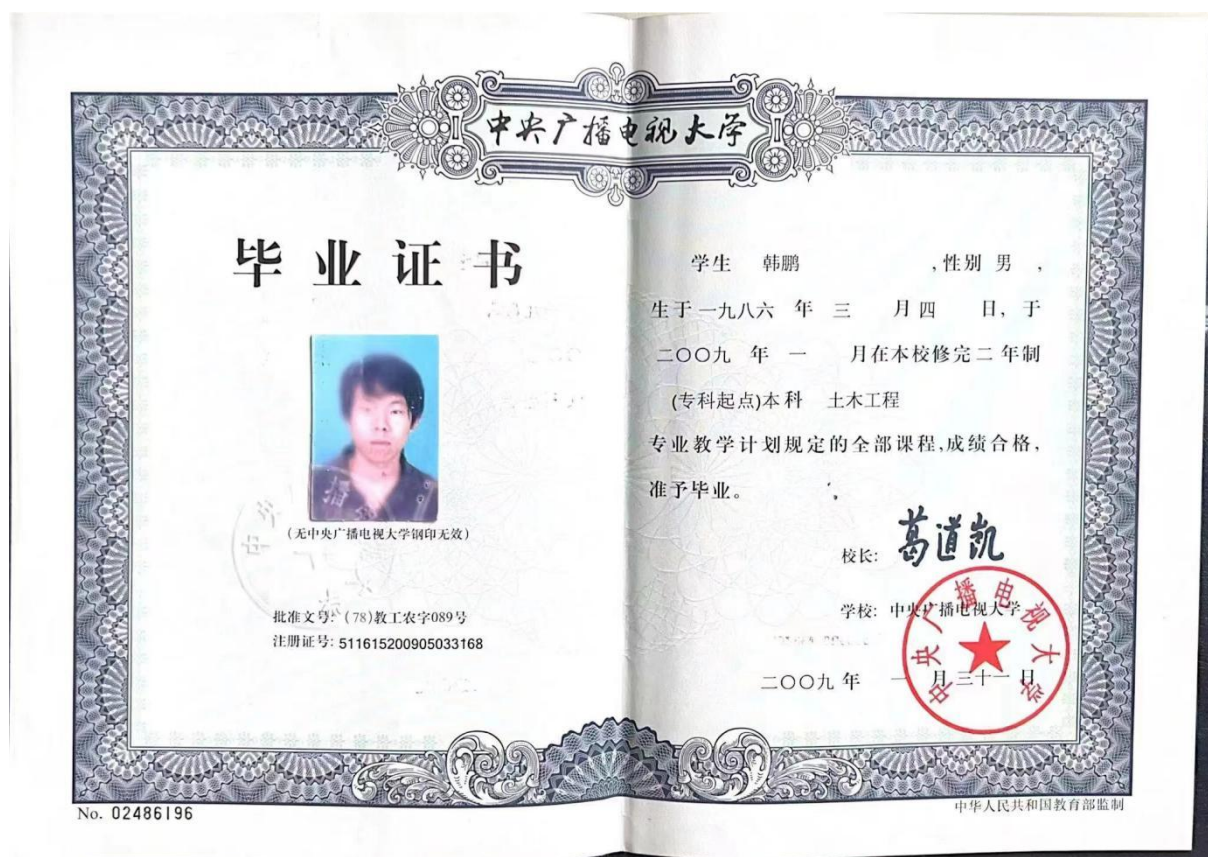 中央广播电视大学
毕业证书
(无中央广播电视大学钢印无效)
批准文号:(78)教工农字089号
注册证号:511615200905033168
No. 02486196
学生 韩鹏 ,性别 男 ,
生于一九八六 年 三 月四 日, 于
二〇〇九 年 一 月在本校修完二 年制
(专科起点)本科 土木工程
专业教学计划规定的全部课程,成绩合格,
准予毕业。
校长: 葛道凯
学校: 中央广播电视大学
中央广播电视大学
二〇〇九 年 一 月三十一 日
中华人民共和国教育部监制